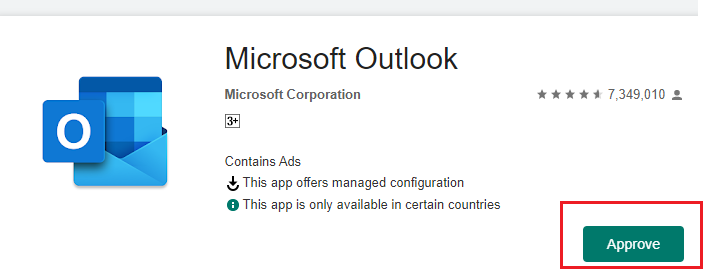 Microsoft Outlook
Microsoft Corporation 7,349,010
3+
Contains Ads
This app offers managed configuration
This app is only available in certain countries
Approve
O